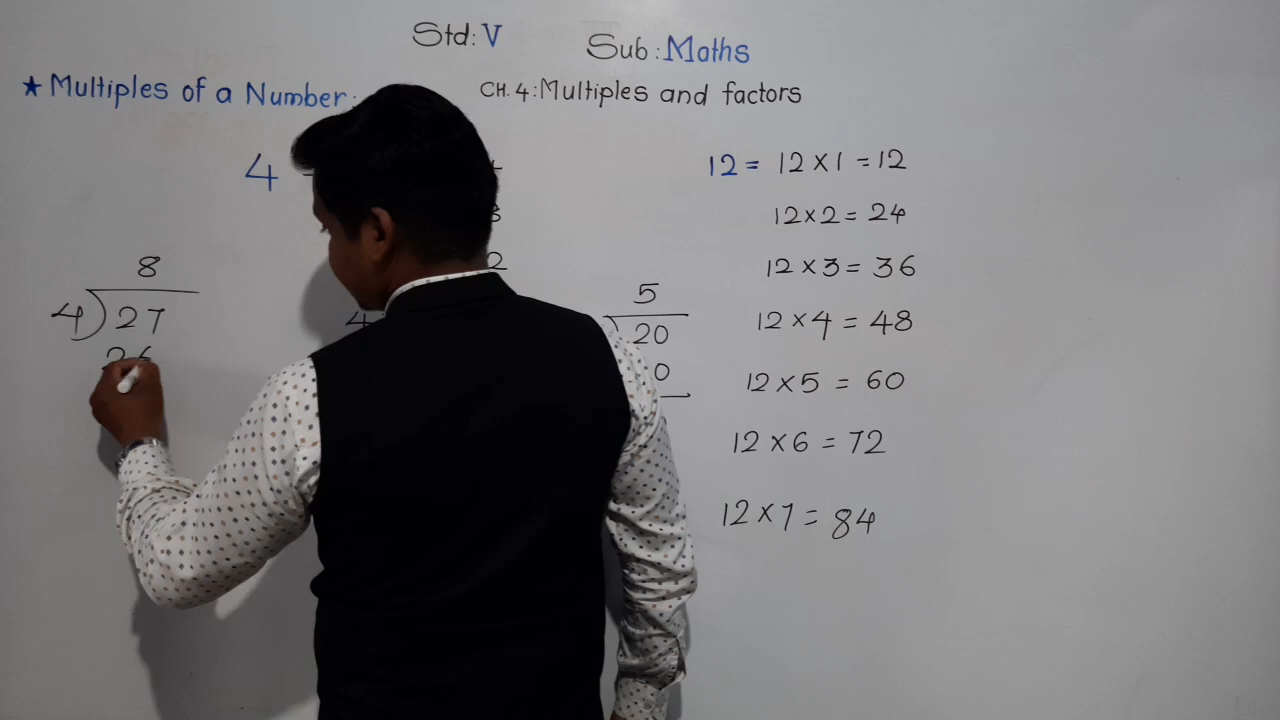 Std: V
Sub: Maths
★ Multiples of a Number:
CH. 4: Multiples and factors
4
8
4)27
5
20
0
12 = 12 × 1 = 12
12 × 2 = 24
12 × 3 = 36
12 × 4 = 48
12 × 5 = 60
12 × 6 = 72
12 × 7 = 84